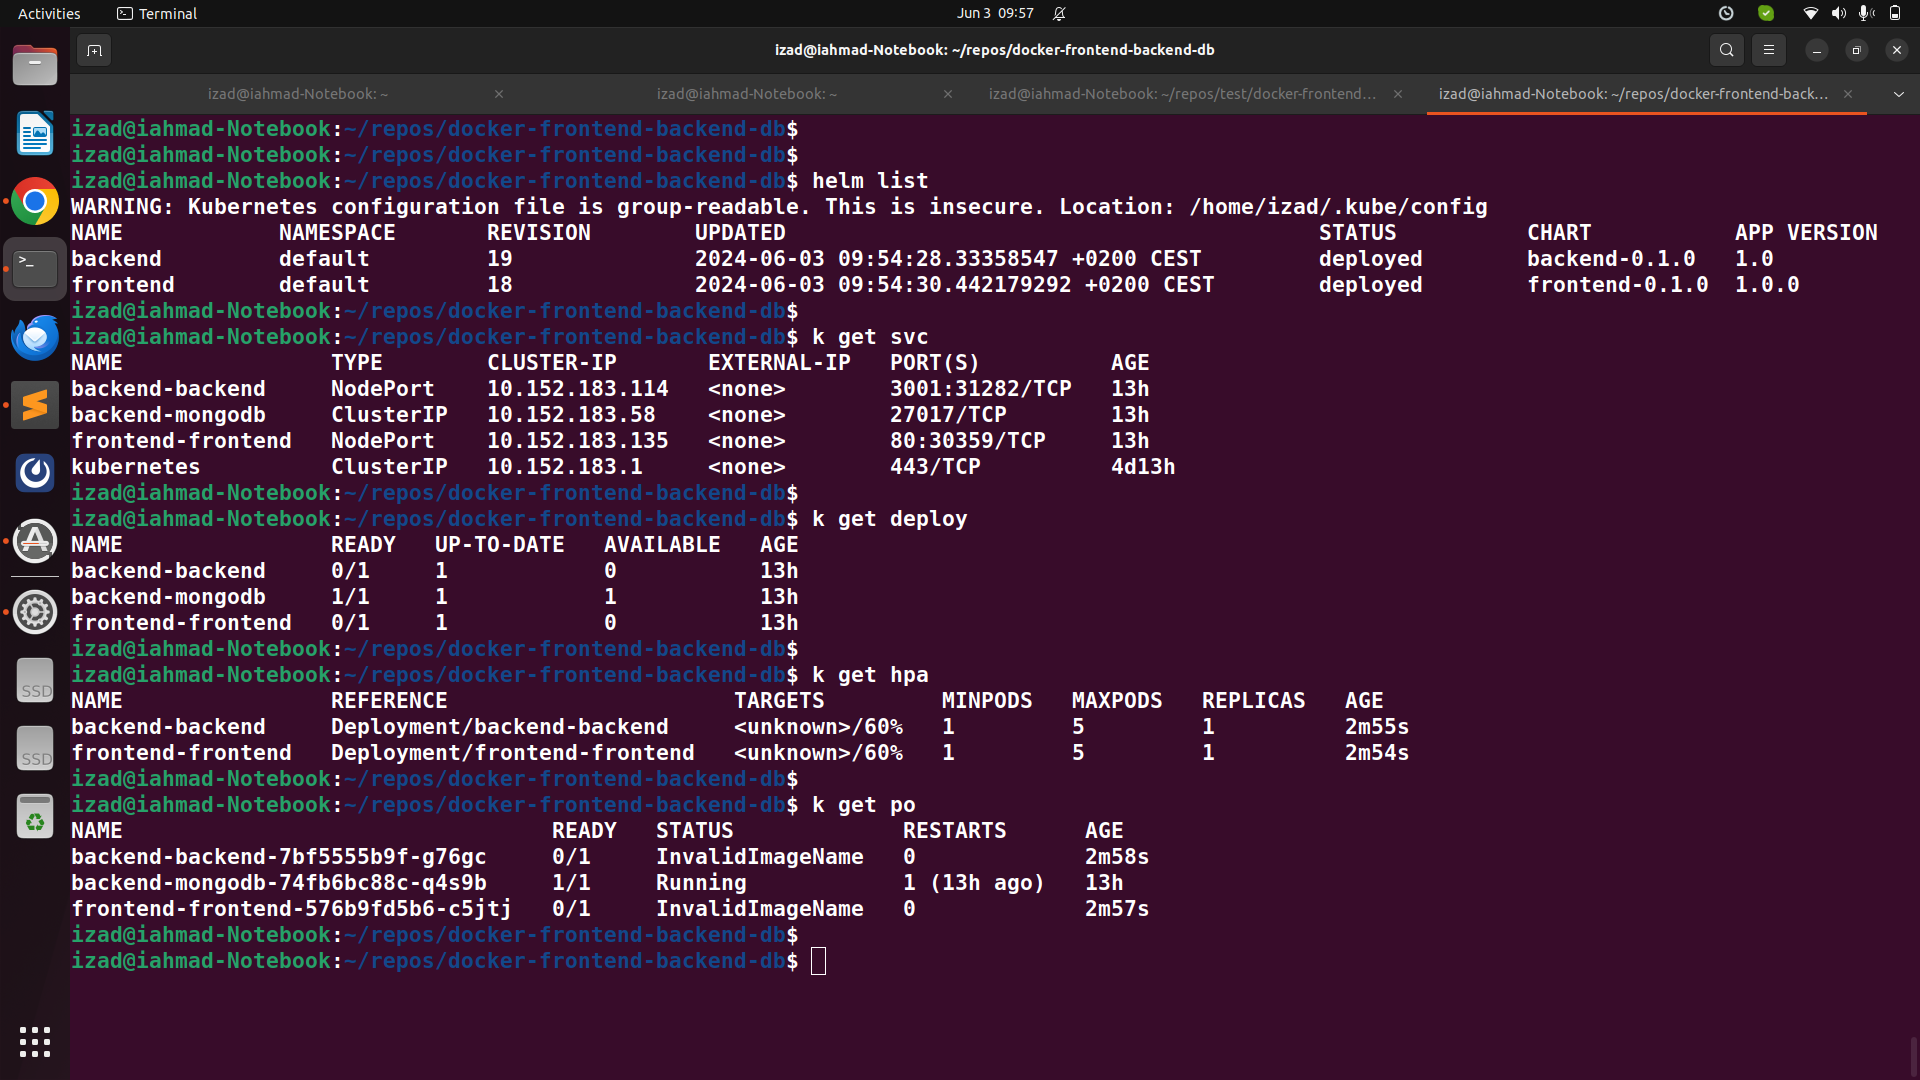 Activities Terminal Jun 3 09:57
izad@iahmad-Notebook: ~/repos/docker-frontend-backend-db
izad@iahmad-Notebook: ~ izad@iahmad-Notebook: ~ izad@iahmad-Notebook: ~/repos/test/docker-frontend... izad@iahmad-Notebook: ~/repos/docker-frontend-back...
izad@iahmad-Notebook:~/repos/docker-frontend-backend-db$
izad@iahmad-Notebook:~/repos/docker-frontend-backend-db$
izad@iahmad-Notebook:~/repos/docker-frontend-backend-db$ helm list
WARNING: Kubernetes configuration file is group-readable. This is insecure. Location: /home/izad/.kube/config
NAME NAMESPACE REVISION UPDATED STATUS CHART APP VERSION
backend default 19 2024-06-03 09:54:28.33358547 +0200 CEST deployed backend-0.1.0 1.0
frontend default 18 2024-06-03 09:54:30.442179292 +0200 CEST deployed frontend-0.1.0 1.0.0
izad@iahmad-Notebook:~/repos/docker-frontend-backend-db$
izad@iahmad-Notebook:~/repos/docker-frontend-backend-db$ k get svc
NAME TYPE CLUSTER-IP EXTERNAL-IP PORT(S) AGE
backend-backend NodePort 10.152.183.114 <none> 3001:31282/TCP 13h
backend-mongodb ClusterIP 10.152.183.58 <none> 27017/TCP 13h
frontend-frontend NodePort 10.152.183.135 <none> 80:30359/TCP 13h
kubernetes ClusterIP 10.152.183.1 <none> 443/TCP 4d13h
izad@iahmad-Notebook:~/repos/docker-frontend-backend-db$
izad@iahmad-Notebook:~/repos/docker-frontend-backend-db$ k get deploy
NAME READY UP-TO-DATE AVAILABLE AGE
backend-backend 0/1 1 0 13h
backend-mongodb 1/1 1 1 13h
frontend-frontend 0/1 1 0 13h
izad@iahmad-Notebook:~/repos/docker-frontend-backend-db$
izad@iahmad-Notebook:~/repos/docker-frontend-backend-db$ k get hpa
NAME REFERENCE TARGETS MINPODS MAXPODS REPLICAS AGE
backend-backend Deployment/backend-backend <unknown>/60% 1 5 1 2m55s
frontend-frontend Deployment/frontend-frontend <unknown>/60% 1 5 1 2m54s
izad@iahmad-Notebook:~/repos/docker-frontend-backend-db$
izad@iahmad-Notebook:~/repos/docker-frontend-backend-db$ k get po
NAME READY STATUS RESTARTS AGE
backend-backend-7bf5555b9f-g76gc 0/1 InvalidImageName 0 2m58s
backend-mongodb-74fb6bc88c-q4s9b 1/1 Running 1 (13h ago) 13h
frontend-frontend-576b9fd5b6-c5jtj 0/1 InvalidImageName 0 2m57s
izad@iahmad-Notebook:~/repos/docker-frontend-backend-db$
izad@iahmad-Notebook:~/repos/docker-frontend-backend-db$
SSD
SSD